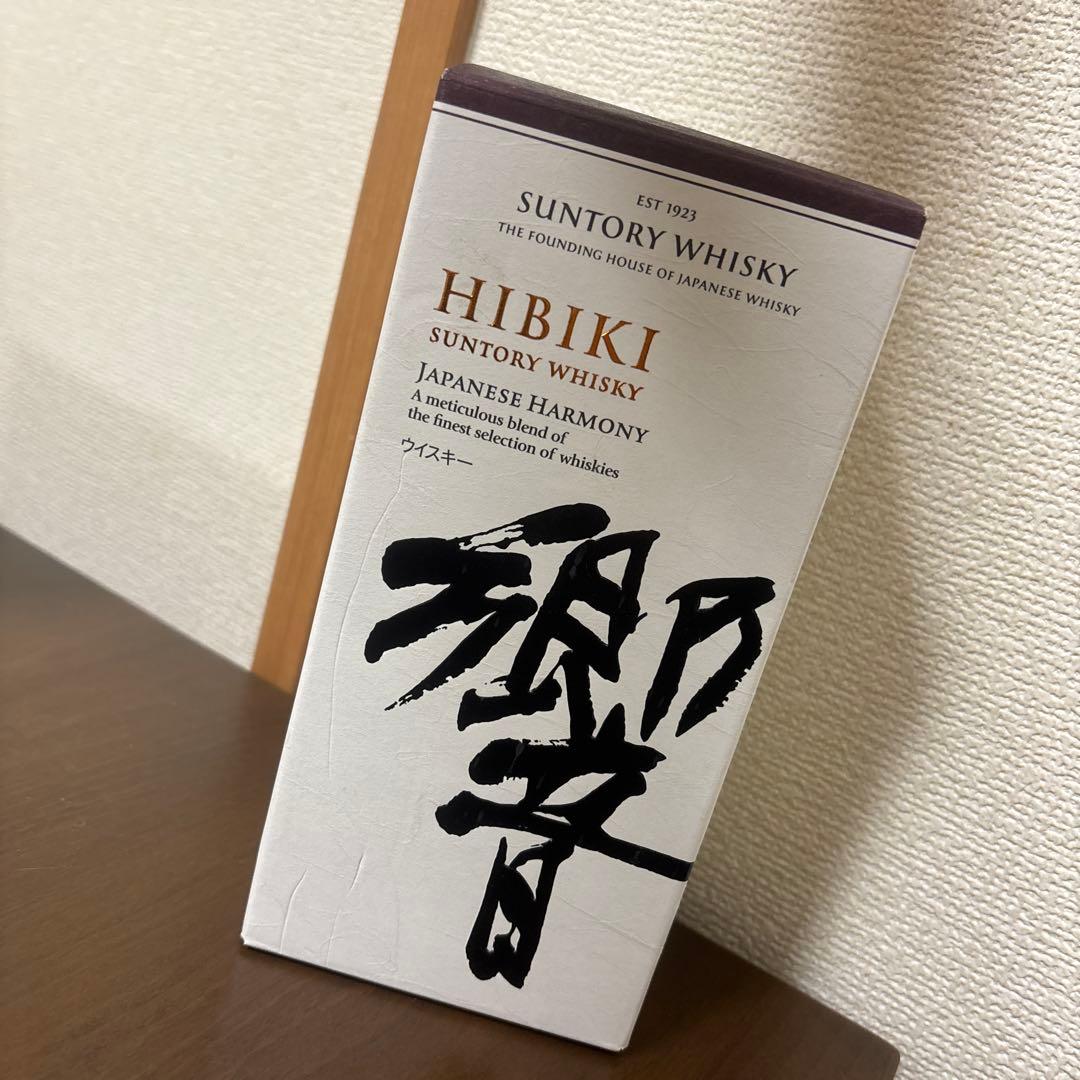 EST 1923
SUNTORY WHISKY
THE FOUNDING HOUSE OF JAPANESE WHISKY
HIBIKI
SUNTORY WHISKY
JAPANESE HARMONY
A meticulous blend of
the finest selection of whiskies
ウイスキー
響